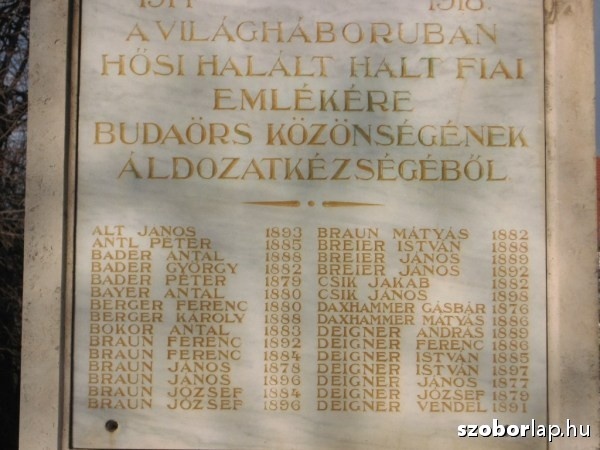 1914 1918.
A VILÁGHÁBORUBAN
HŐSI HALÁLT HALT FIAI
EMLÉKÉRE
BUDAÖRS KÖZÖNSÉGÉNEK
ÁLDOZATKÉZSÉGÉBŐL
ALT JÁNOS 1893
ANTL PÉTER 1885
BADER ANTAL 1888
BADER GYÖRGY 1882
BADER PÉTER 1879
BAYER ANTAL 1880
BERGER FERENC 1880
BERGER KÁROLY 1888
BOKOR ANTAL 1883
BRAUN FERENC 1892
BRAUN FERENC 1884
BRAUN JÁNOS 1878
BRAUN JÁNOS 1896
BRAUN JÓZSEF 1884
BRAUN JÓZSEF 1896
BRAUN MÁTYÁS 1882
BREIER ISTVÁN 1888
BREIER JÁNOS 1889
BREIER JÁNOS 1892
CSIK JAKAB 1882
CSIK JÁNOS 1898
DAXHAMMER GÁSBÁR 1876
DAXHAMMER MÁTYÁS 1886
DEIGNER ANDRÁS 1889
DEIGNER FERENC 1886
DEIGNER ISTVÁN 1885
DEIGNER ISTVÁN 1897
DEIGNER JÁNOS 1877
DEIGNER JÓZSEF 1879
DEIGNER VENDEL 1891
szoborlap.hu